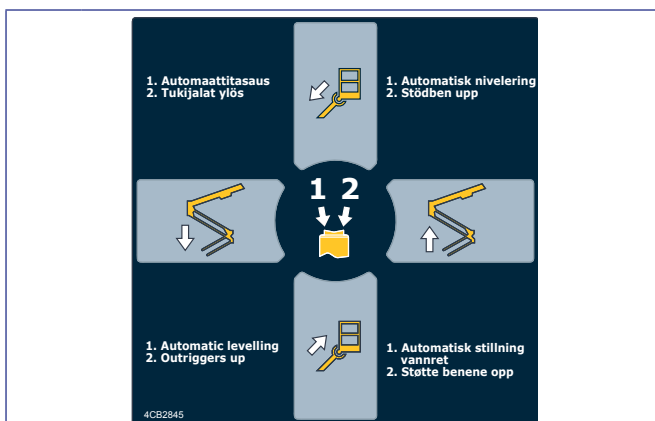 1. Automaattitasaus
2. Tukijalat ylös
1. Automatisk nivelering
2. Stödben upp
1 2
1. Automatic levelling
2. Outriggers up
1. Automatisk stillning
vannret
2. Støtte benene opp
4CB2845